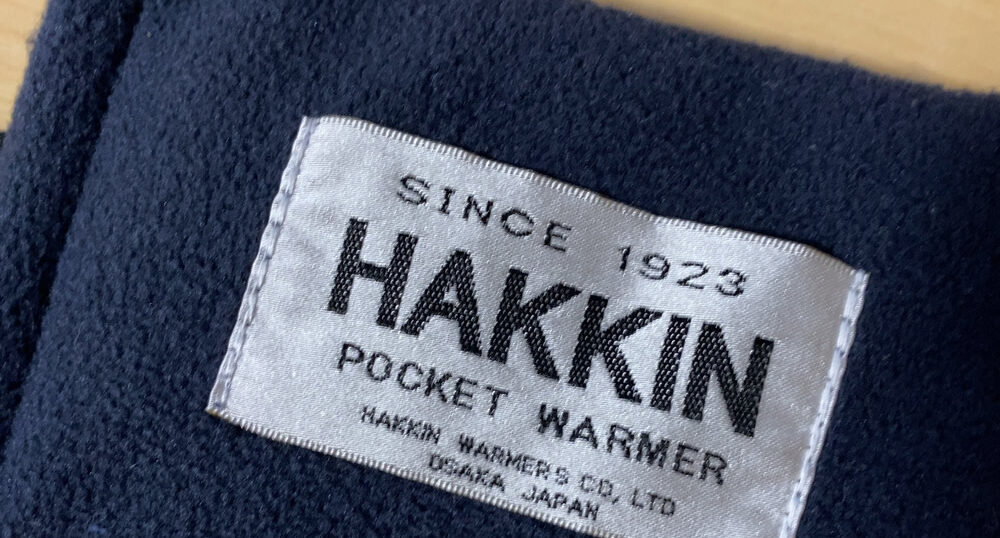 SINCE 1923
HAKKIN
POCKET WARMER
HAKKIN WARMERS CO, LTD
OSAKA JAPAN